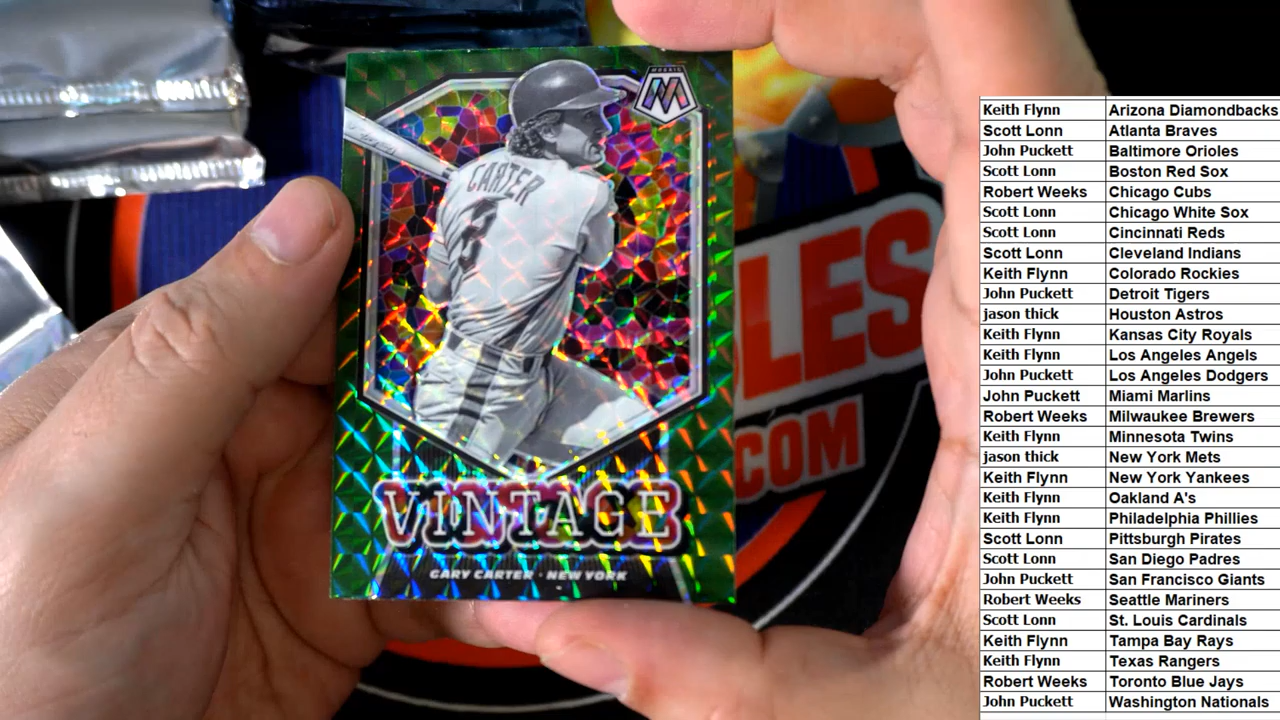 MOSAIC
M
CARTER
8
VINTAGE
GARY CARTER · NEW YORK
LES
.COM
Keith Flynn Arizona Diamondbacks
Scott Lonn Atlanta Braves
John Puckett Baltimore Orioles
Scott Lonn Boston Red Sox
Robert Weeks Chicago Cubs
Scott Lonn Chicago White Sox
Scott Lonn Cincinnati Reds
Scott Lonn Cleveland Indians
Keith Flynn Colorado Rockies
John Puckett Detroit Tigers
jason thick Houston Astros
Keith Flynn Kansas City Royals
Keith Flynn Los Angeles Angels
John Puckett Los Angeles Dodgers
John Puckett Miami Marlins
Robert Weeks Milwaukee Brewers
Keith Flynn Minnesota Twins
jason thick New York Mets
Keith Flynn New York Yankees
Keith Flynn Oakland A's
Keith Flynn Philadelphia Phillies
Scott Lonn Pittsburgh Pirates
Scott Lonn San Diego Padres
John Puckett San Francisco Giants
Robert Weeks Seattle Mariners
Scott Lonn St. Louis Cardinals
Keith Flynn Tampa Bay Rays
Keith Flynn Texas Rangers
Robert Weeks Toronto Blue Jays
John Puckett Washington Nationals